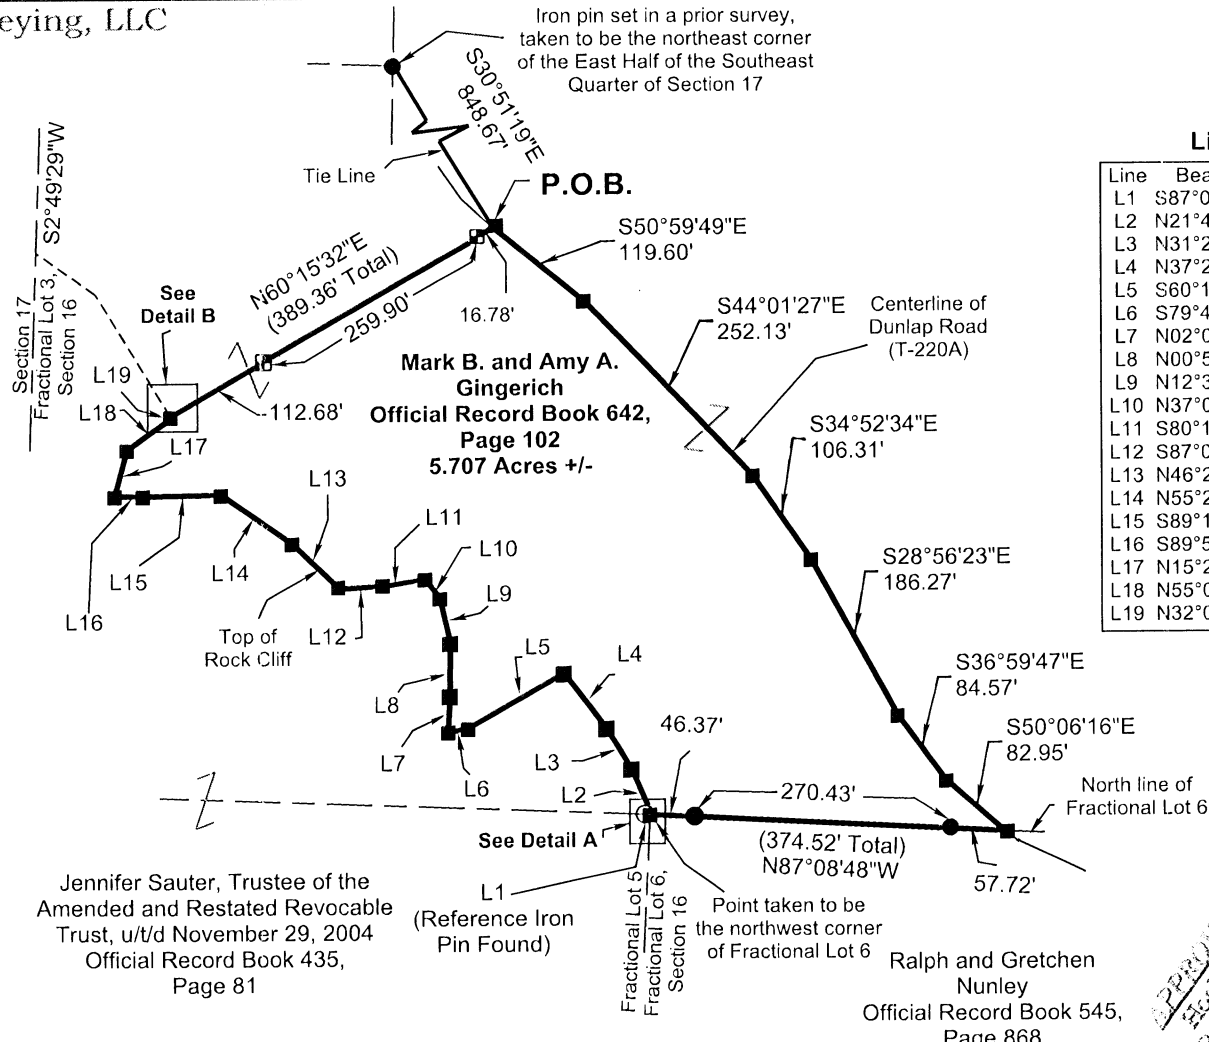 eying, LLC
Iron pin set in a prior survey,
taken to be the northeast corner
of the East Half of the Southeast
Quarter of Section 17
S30°51'19"E
848.67'
Tie Line
P.O.B.
S2°49'29"W
Section 17
Fractional Lot 3,
Section 16
See
Detail B
N60°15'32"E
(389.36' Total)
259.90'
16.78'
112.68'
S50°59'49"E
119.60'
S44°01'27"E
252.13'
Centerline of
Dunlap Road
(T-220A)
S34°52'34"E
106.31'
S28°56'23"E
186.27'
S36°59'47"E
84.57'
S50°06'16"E
82.95'
North line of
Fractional Lot 6
Mark B. and Amy A.
Gingerich
Official Record Book 642,
Page 102
5.707 Acres +/-
L19
L18
L17
L16
L15
L14
L13
L12
L11
L10
L9
L8
L7
L6
L5
L4
L3
L2
Top of
Rock Cliff
46.37'
270.43'
(374.52' Total)
N87°08'48"W
57.72'
See Detail A
L1
(Reference Iron
Pin Found)
Fractional Lot 5
Fractional Lot 6,
Section 16
Point taken to be
the northwest corner
of Fractional Lot 6
Jennifer Sauter, Trustee of the
Amended and Restated Revocable
Trust, u/t/d November 29, 2004
Official Record Book 435,
Page 81
Ralph and Gretchen
Nunley
Official Record Book 545,
Page 868
Li
Line Bea
L1 S87°0
L2 N21°4
L3 N31°2
L4 N37°2
L5 S60°1
L6 S79°4
L7 N02°0
L8 N00°5
L9 N12°3
L10 N37°0
L11 S80°1
L12 S87°0
L13 N46°2
L14 N55°2
L15 S89°1
L16 S89°5
L17 N15°2
L18 N55°0
L19 N32°0
APPRO